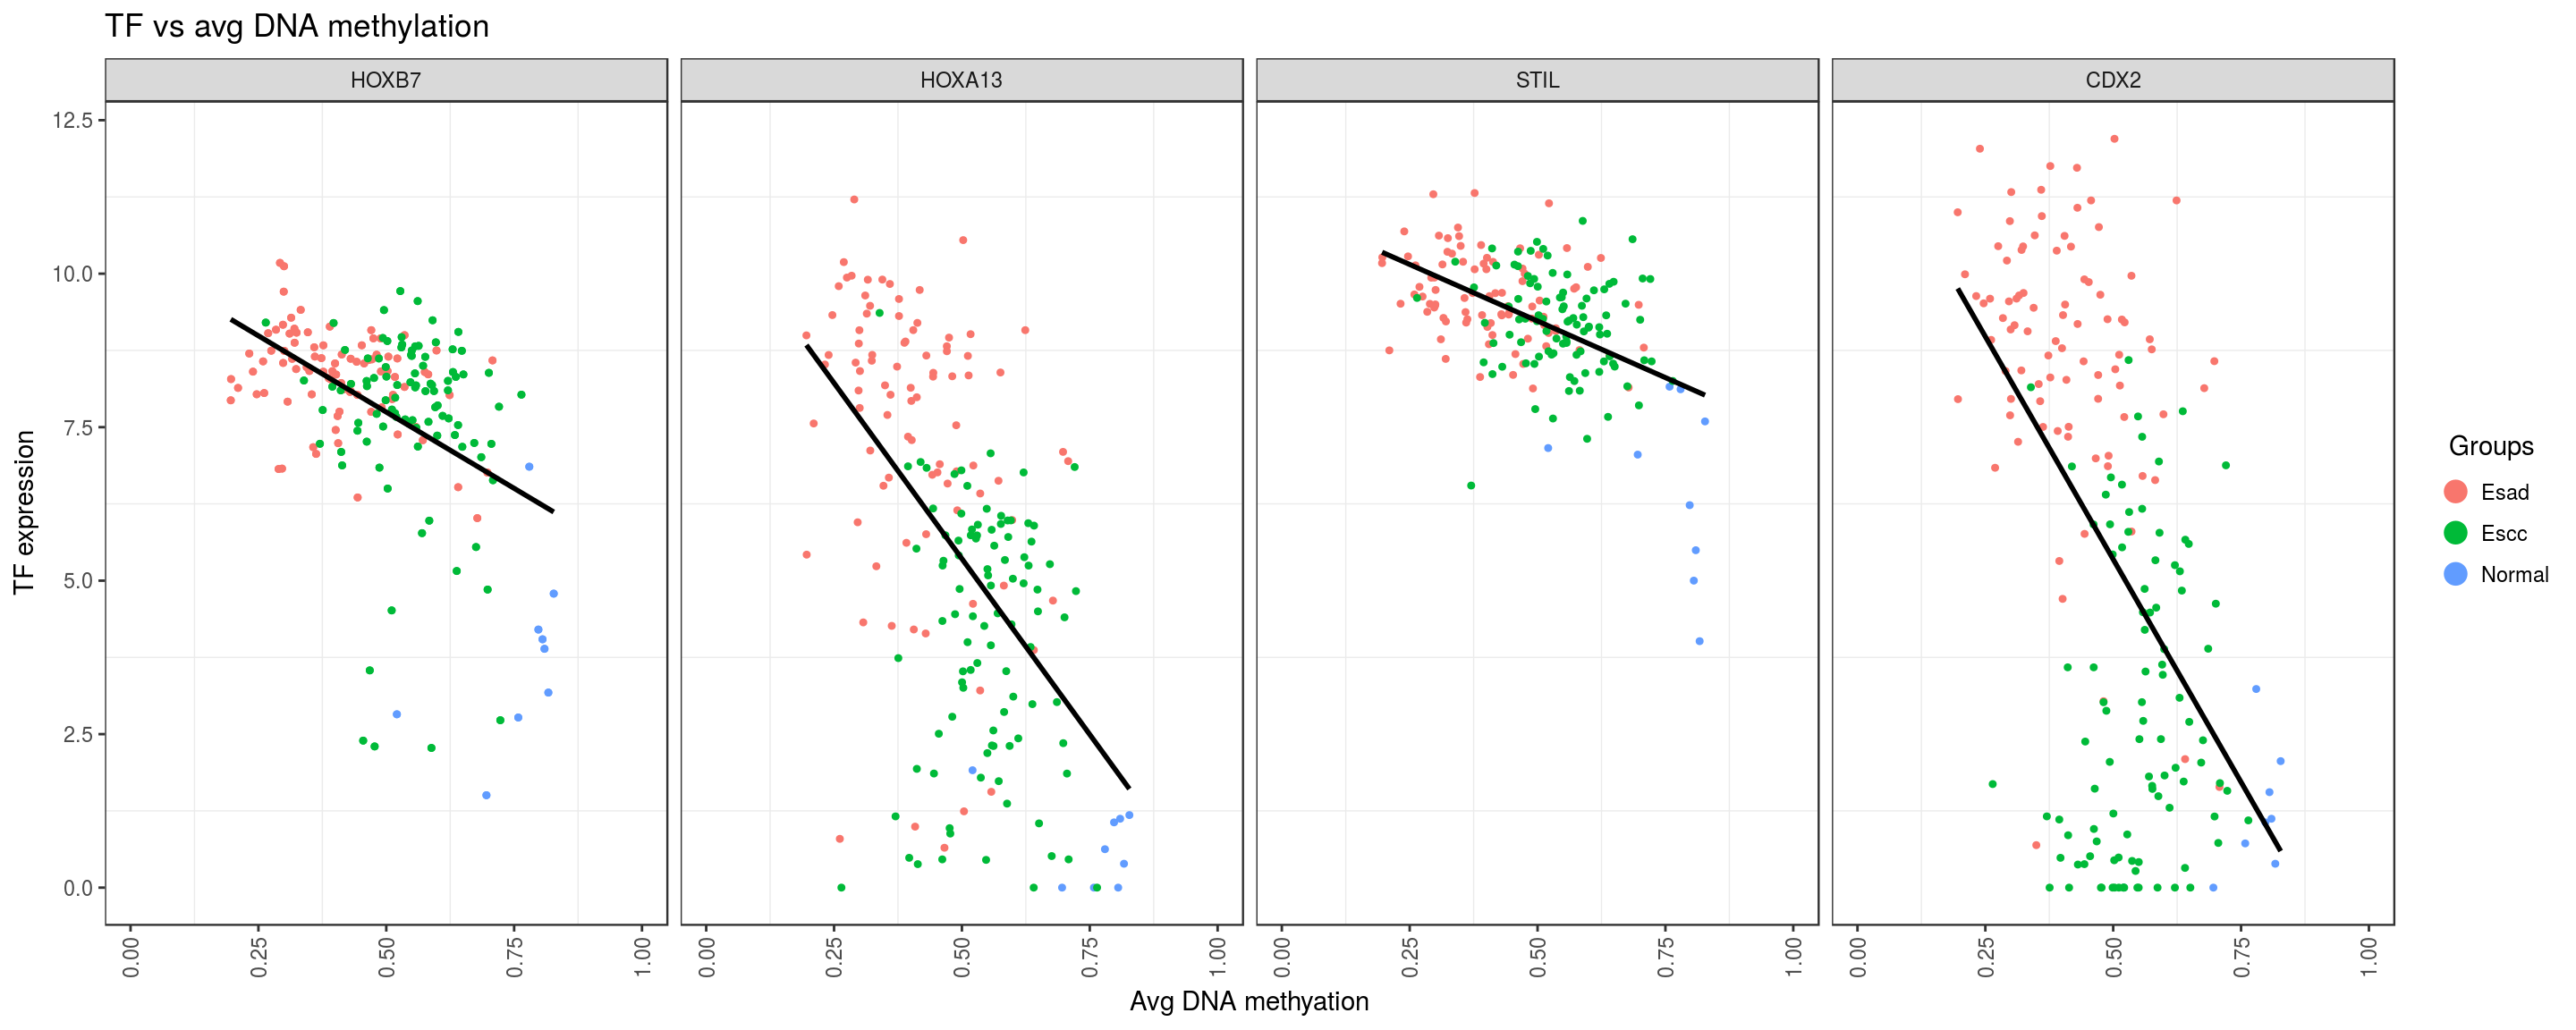 TF vs avg DNA methylation
HOXB7
HOXA13
STIL
CDX2
12.5
10.0
7.5
5.0
2.5
0.0
TF expression
0.00 0.25 0.50 0.75 1.00
0.00 0.25 0.50 0.75 1.00
0.00 0.25 0.50 0.75 1.00
0.00 0.25 0.50 0.75 1.00
Avg DNA methyation
Groups
Esad
Escc
Normal